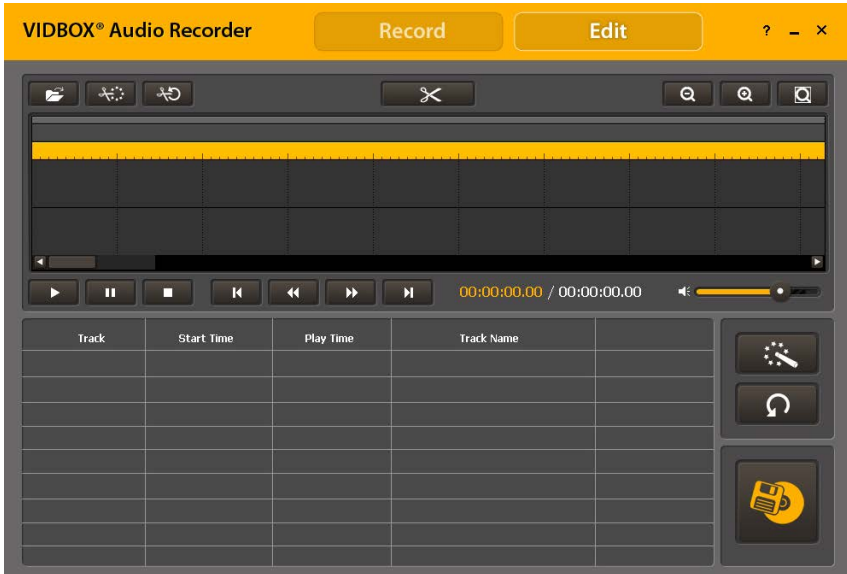 VIDBOX® Audio Recorder Record Edit ?
00:00:00.00 / 00:00:00.00
Track Start Time Play Time Track Name